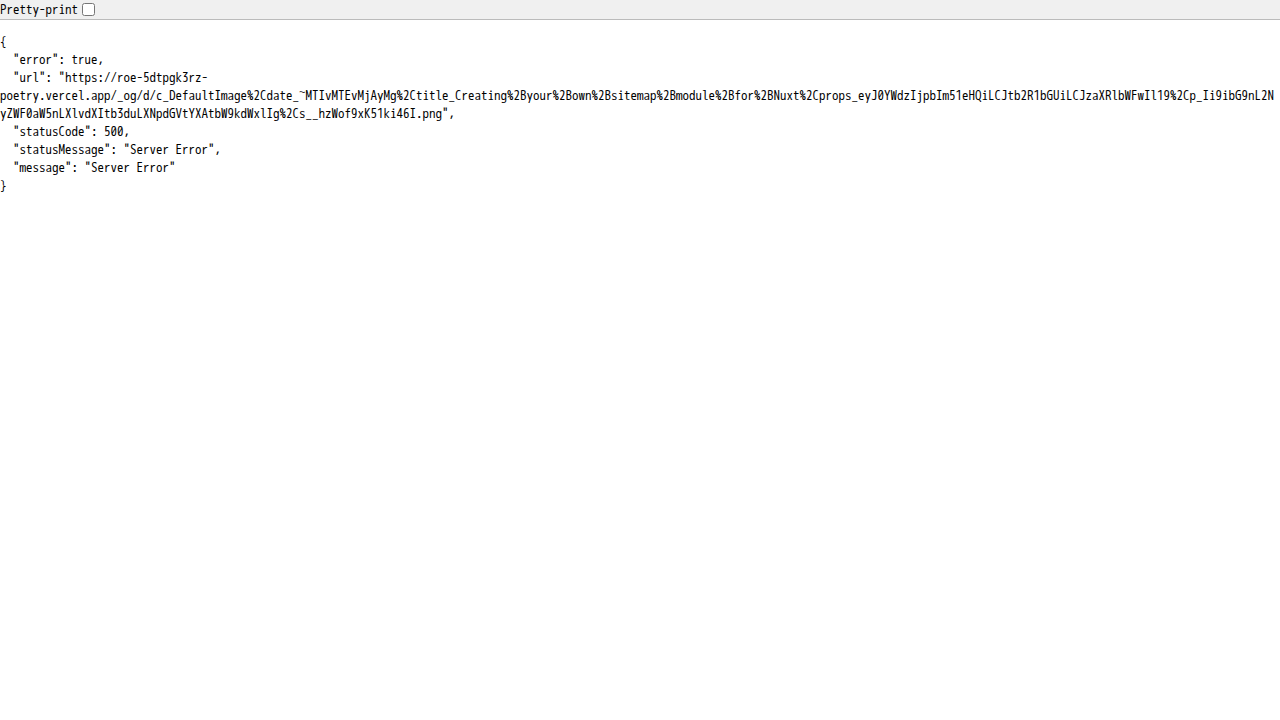 Pretty-print
{
"error": true,
"url": "https://roe-5dtpgk3rz-
poetry.vercel.app/_og/d/c_DefaultImage%2Cdate_~MTIvMTEvMjAyMg%2Ctitle_Creating%2Byour%2Bown%2Bsitemap%2Bmodule%2Bfor%2BNuxt%2Cprops_eyJ0YWdzIjpbIm51eHQiLCJtb2R1bGUiLCJzaXRlbWFwIl19%2Cp_Ii9ibG9nL2N
yZWF0aW5nLXlvdXItb3duLXNpdGVtYXAtbW9kdWxlIg%2Cs__hzWof9xK51ki46I.png",
"statusCode": 500,
"statusMessage": "Server Error",
"message": "Server Error"
}